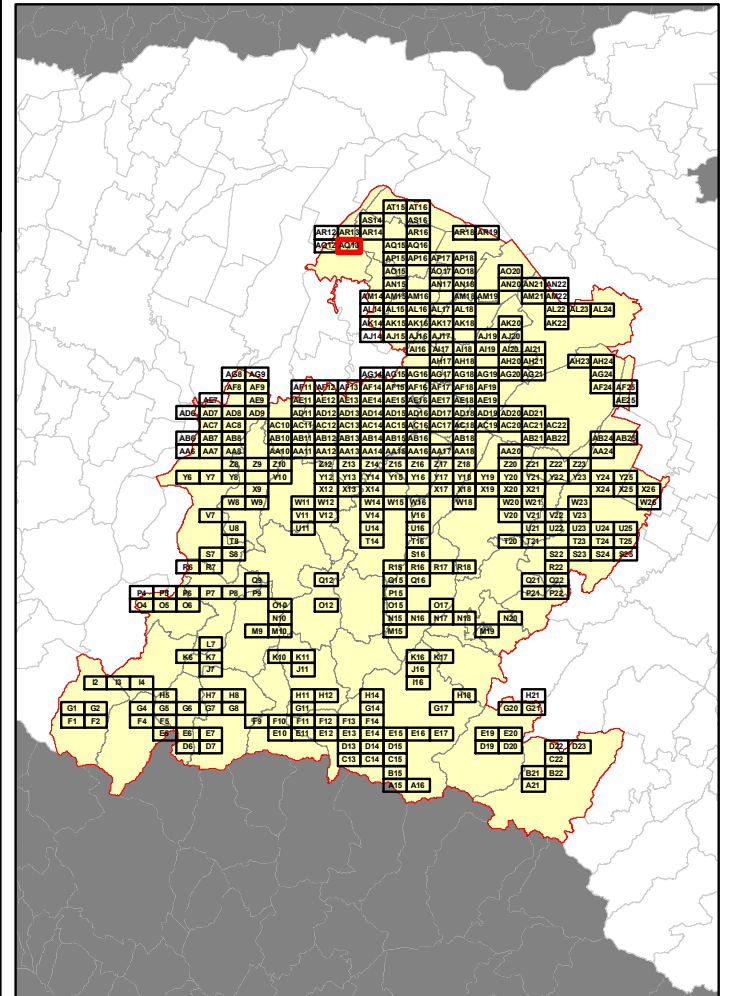 AT15 AT16
AS14 AS16
AR12 AR13 AR14 AR16 AR18 AR19
AQ12 AQ13 AQ15 AQ16
AP15 AP16 AP17 AP18
AO15 AO17 AO18 AO20
AN15 AN17 AN18 AN20 AN21 AN22
AM14 AM15 AM16 AM18 AM19 AM21 AM22
AL14 AL15 AL16 AL17 AL18 AL22 AL23 AL24
AK14 AK15 AK16 AK17 AK18 AK20 AK22
AJ14 AJ15 AJ16 AJ17 AJ19 AJ20
AI16 AI17 AI18 AI19 AI20 AI21
AH17 AH18 AH20 AH21 AH23 AH24
AG8 AG9 AG14 AG15 AG16 AG17 AG18 AG19 AG20 AG21 AG24
AF8 AF9 AF11 AF12 AF13 AF14 AF15 AF16 AF17 AF18 AF19 AF24 AF25
AE7 AE9 AE11 AE12 AE13 AE14 AE15 AE16 AE17 AE18 AE19 AE25
AD6 AD7 AD8 AD9 AD11 AD12 AD13 AD14 AD15 AD16 AD17 AD18 AD19 AD20 AD21
AC7 AC8 AC10 AC11 AC12 AC13 AC14 AC15 AC16 AC17 AC18 AC19 AC20 AC21 AC22
AB6 AB7 AB8 AB10 AB11 AB12 AB13 AB14 AB15 AB16 AB18 AB21 AB22 AB24 AB25
AA6 AA7 AA8 AA10 AA11 AA12 AA13 AA14 AA15 AA16 AA17 AA18 AA20 AA24
Z8 Z9 Z10 Z12 Z13 Z14 Z15 Z16 Z17 Z18 Z20 Z21 Z22 Z23
Y6 Y7 Y8 Y10 Y12 Y13 Y14 Y15 Y16 Y17 Y18 Y19 Y20 Y21 Y22 Y23 Y24 Y25
X9 X12 X13 X14 X17 X18 X19 X20 X21 X24 X25 X26
W8 W9 W11 W12 W14 W15 W16 W18 W20 W21 W23 W26
V7 V11 V12 V14 V16 V20 V21 V22 V23
U8 U11 U14 U16 U21 U22 U23 U24 U25
T8 T14 T16 T20 T21 T23 T24 T25
S7 S8 S16 S22 S23 S24 S25
R6 R7 R15 R16 R17 R18 R22
Q9 Q12 Q15 Q16 Q21 Q22
P4 P5 P6 P7 P8 P9 P15 P21 P22
O4 O5 O6 O10 O12 O15 O17
N10 N15 N16 N17 N18 N20
M9 M10 M15 M19
L7
K6 K7 K10 K11 K16 K17
J7 J11 J16
I2 I3 I4 I16
H5 H7 H8 H11 H12 H14 H18 H21
G1 G2 G4 G5 G6 G7 G8 G11 G14 G17 G20 G21
F1 F2 F4 F5 F9 F10 F11 F12 F13 F14
E5 E6 E7 E10 E11 E12 E13 E14 E15 E16 E17 E19 E20
D6 D7 D13 D14 D15 D19 D20 D22 D23
C13 C14 C15 C22
B15 B21 B22
A15 A16 A21